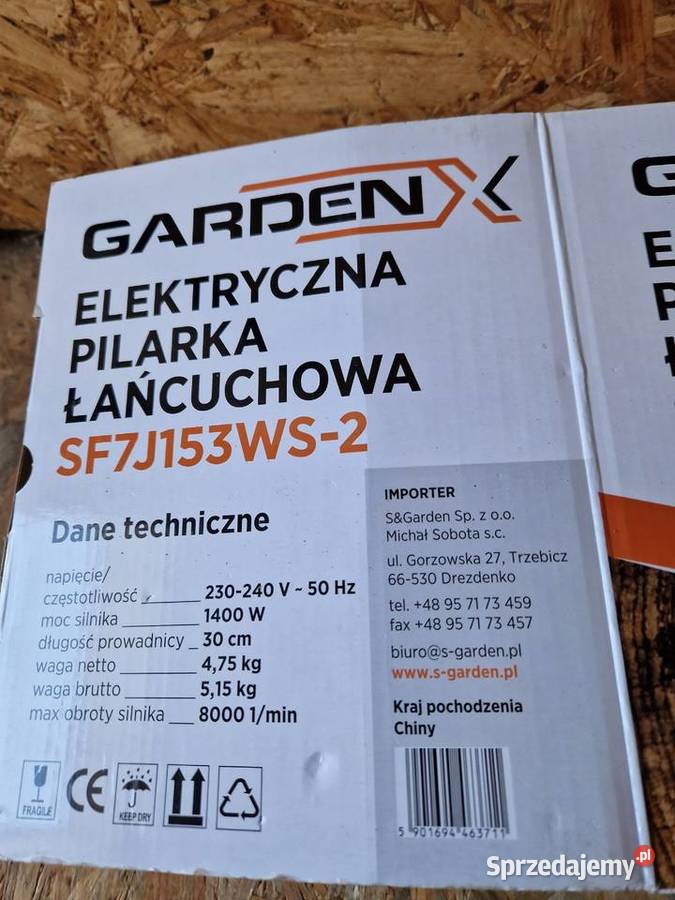 GARDENX
ELEKTRYCZNA
PILARKA
ŁAŃCUCHOWA
SF7J153WS-2
Dane techniczne
napięcie/
częstotliwość 230-240 V ~ 50 Hz
moc silnika 1400 W
długość prowadnicy 30 cm
waga netto 4,75 kg
waga brutto 5,15 kg
max obroty silnika 8000 1/min
FRAGILE
CE
KEEP DRY
IMPORTER
S&Garden Sp. z o.o.
Michał Sobota s.c.
ul. Gorzowska 27, Trzebicz
66-530 Drezdenko
tel. +48 95 71 73 459
fax +48 95 71 73 457
biuro@s-garden.pl
www.s-garden.pl
Kraj pochodzenia
Chiny
5 901694 463711
G
E
P
Ł
Sprzedajemy.pl